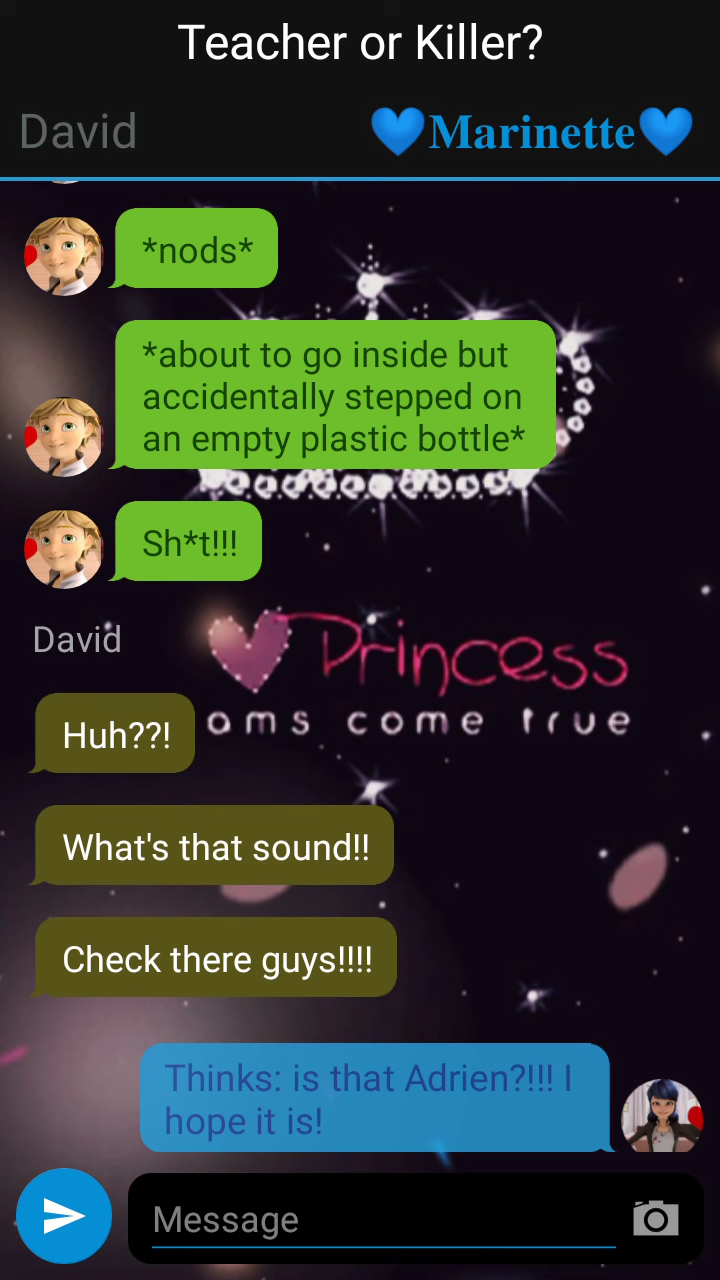 Teacher or Killer?
David
💙Marinette💙
*nods*
*about to go inside but
accidentally stepped on
an empty plastic bottle*
Sh*t!!!
David
Princess
Huh??!
ams come true
What's that sound!!
Check there guys!!!!
Thinks: is that Adrien?!!! I
hope it is!
Message